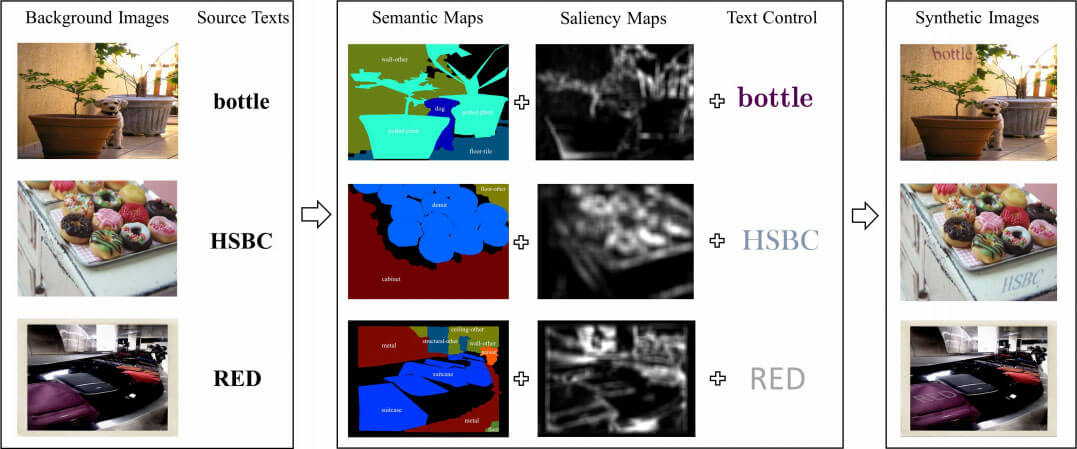 Background Images
Source Texts
Semantic Maps
Saliency Maps
Text Control
Synthetic Images
wall-other
dog
potted plant
potted plant
floor-tile
bottle
bottle
bottle
floor-other
donut
cabinet
HSBC
HSBC
HSBC
ceiling-other
structural-other
wall-other
metal
suitcase
suitcase
metal
RED
RED
RED